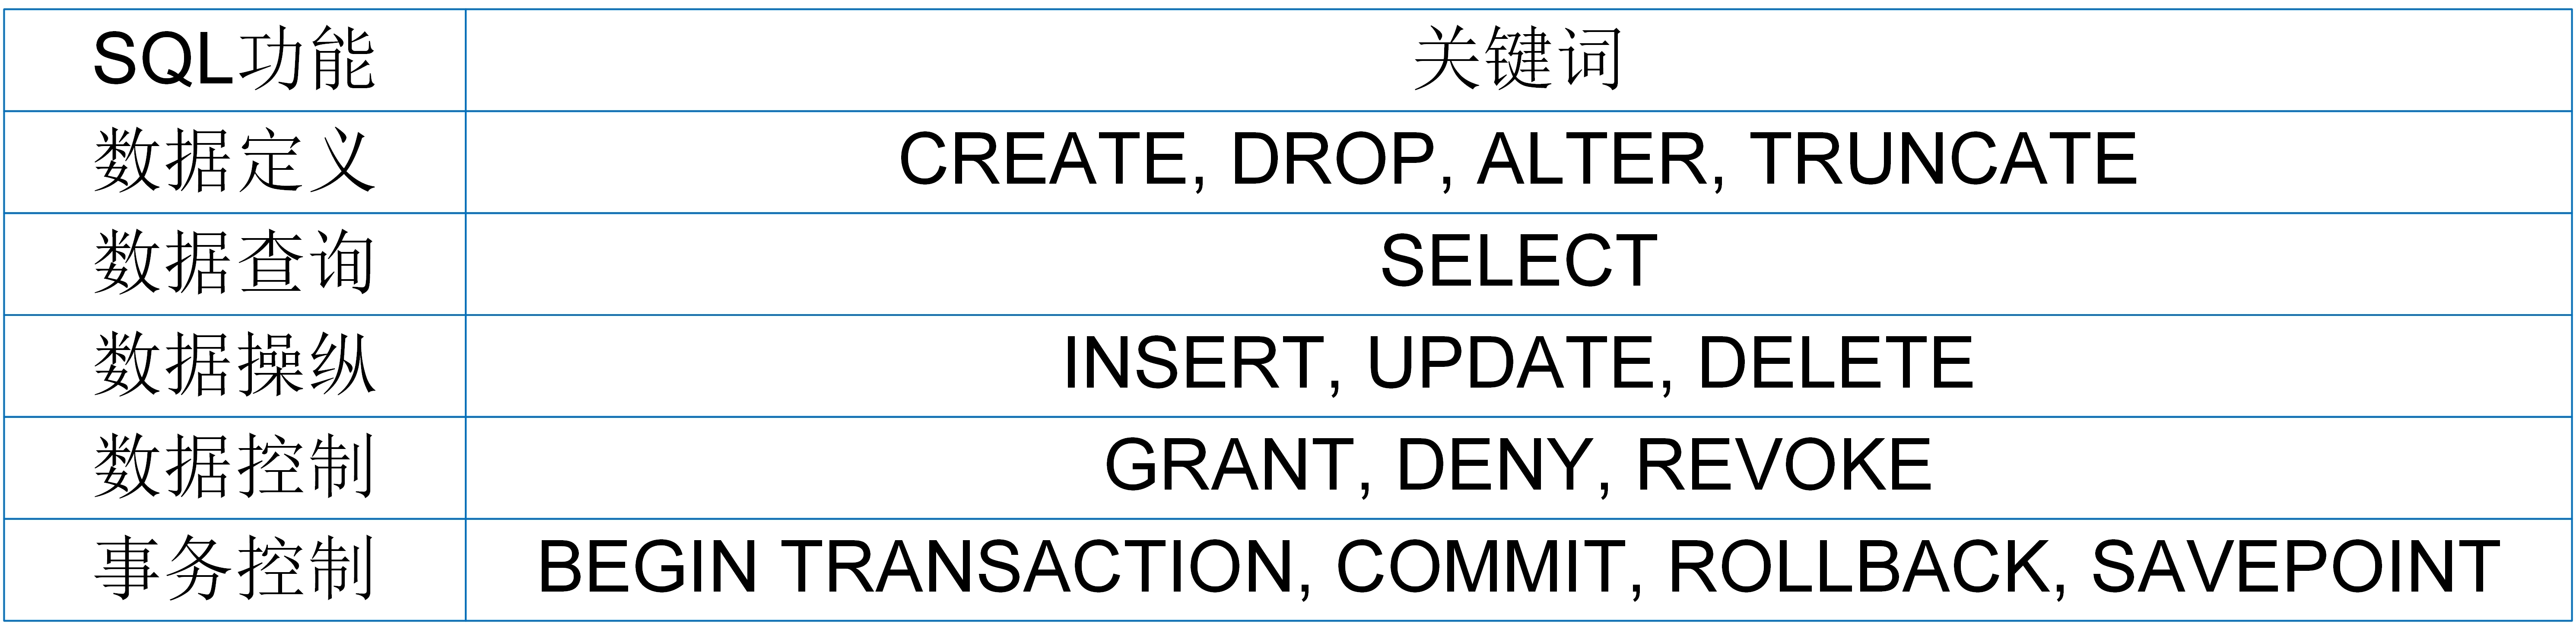 SQL功能 关键词
数据定义 CREATE, DROP, ALTER, TRUNCATE
数据查询 SELECT
数据操纵 INSERT, UPDATE, DELETE
数据控制 GRANT, DENY, REVOKE
事务控制 BEGIN TRANSACTION, COMMIT, ROLLBACK, SAVEPOINT